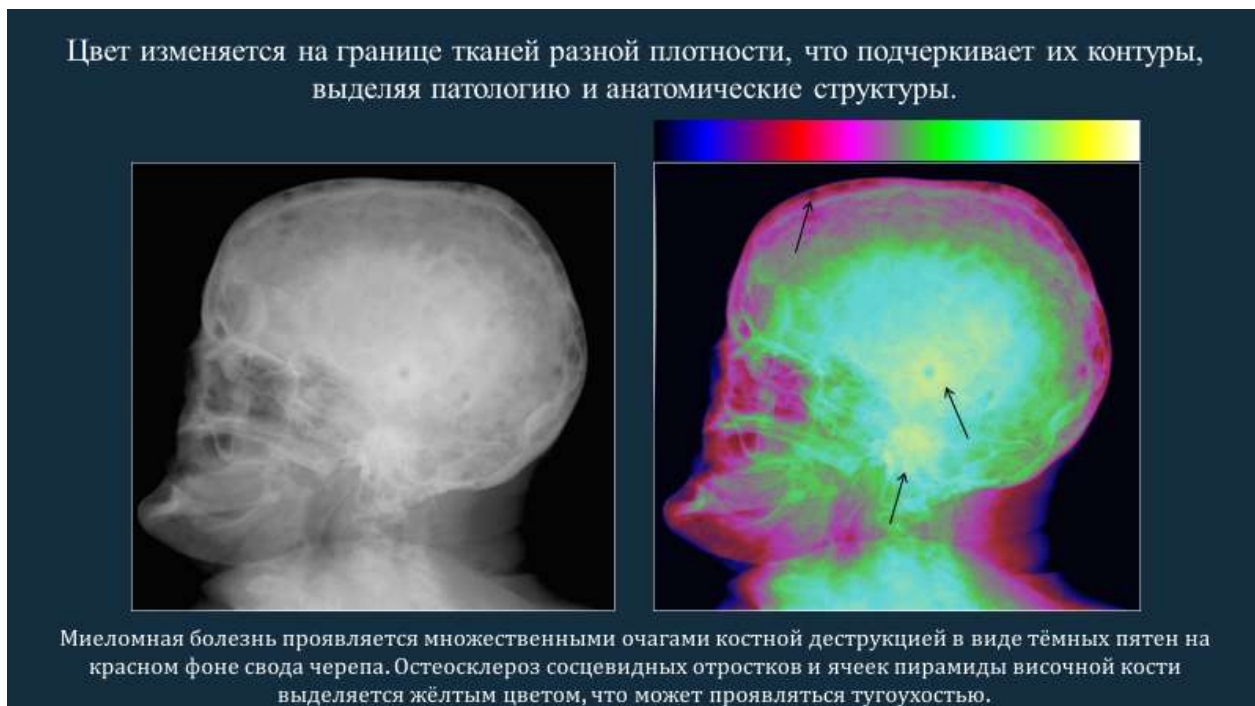 Цвет изменяется на границе тканей разной плотности, что подчеркивает их контуры,
выделяя патологию и анатомические структуры.
Миеломная болезнь проявляется множественными очагами костной деструкцией в виде тёмных пятен на
красном фоне свода черепа. Остеосклероз сосцевидных отростков и ячеек пирамиды височной кости
выделяется жёлтым цветом, что может проявляться тугоухостью.